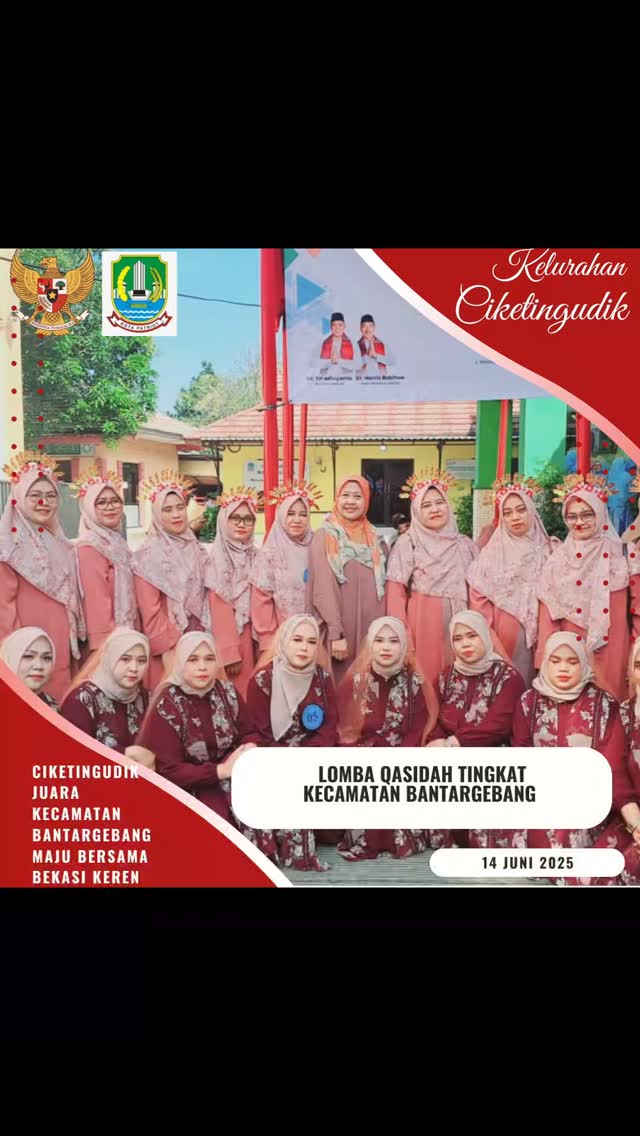 Kelurahan
Ciketingudik
KOTA PATRIOT
CIKETINGUDIK
JUARA
KECAMATAN
BANTARGEBANG
MAJU BERSAMA
BEKASI KEREN
LOMBA QASIDAH TINGKAT
KECAMATAN BANTARGEBANG
14 JUNI 2025